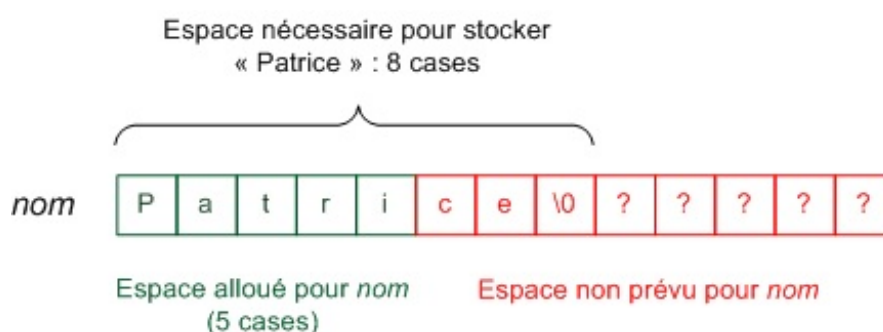 Espace nécessaire pour stocker
« Patrice » : 8 cases
nom P a t r i c e \0 ? ? ? ? ?
Espace alloué pour nom Espace non prévu pour nom
(5 cases)